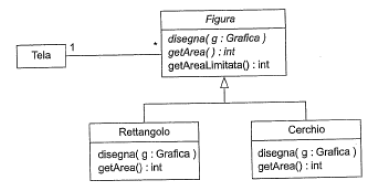 Figura
disegna( g : Grafica )
getArea( ) : int
getAreaLimitata() : int
Tela
1
*
Rettangolo
disegna( g : Grafica )
getArea() : int
Cerchio
disegna( g : Grafica )
getArea() : int